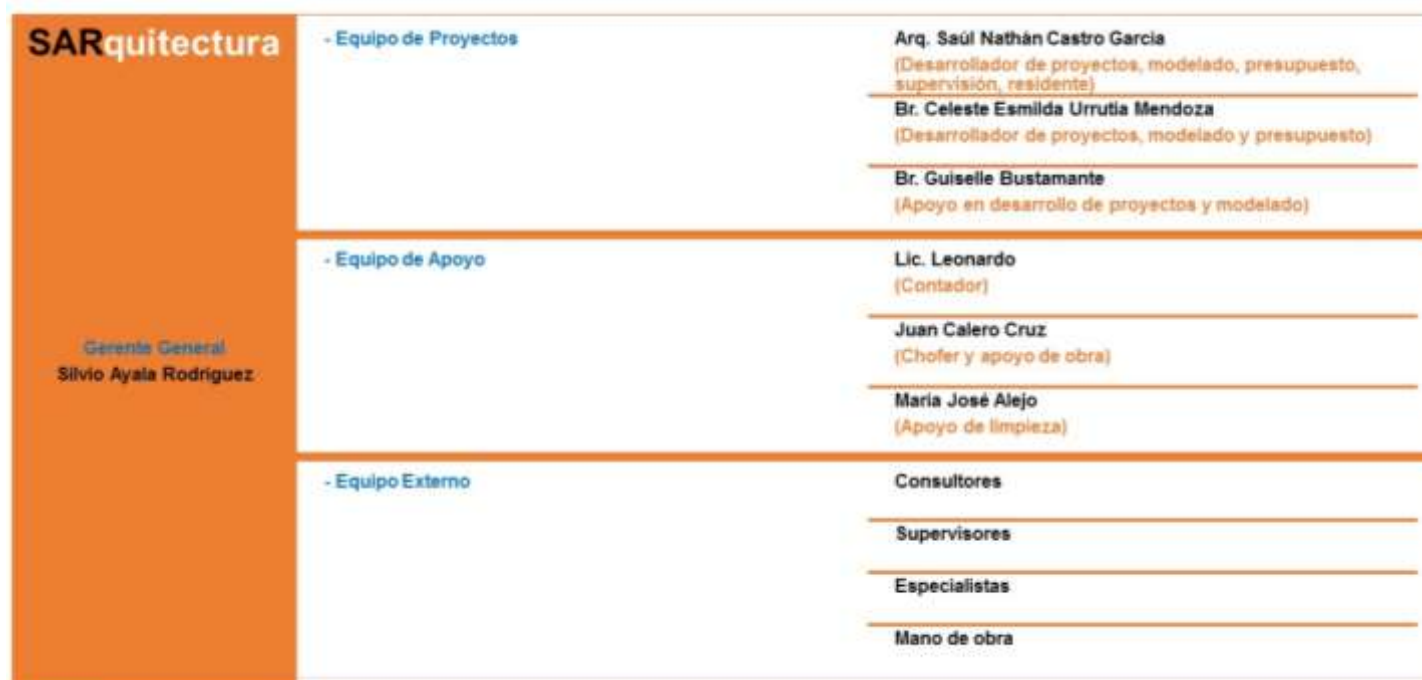 SARquitectura
Gerente General
Silvio Ayala Rodriguez
- Equipo de Proyectos
Arq. Saúl Nathán Castro Garcia
(Desarrollador de proyectos, modelado, presupuesto,
supervisión, residente)
Br. Celeste Esmilda Urrutia Mendoza
(Desarrollador de proyectos, modelado y presupuesto)
Br. Guiselle Bustamante
(Apoyo en desarrollo de proyectos y modelado)
- Equipo de Apoyo
Lic. Leonardo
(Contador)
Juan Calero Cruz
(Chofer y apoyo de obra)
María José Alejo
(Apoyo de limpieza)
- Equipo Externo
Consultores
Supervisores
Especialistas
Mano de obra